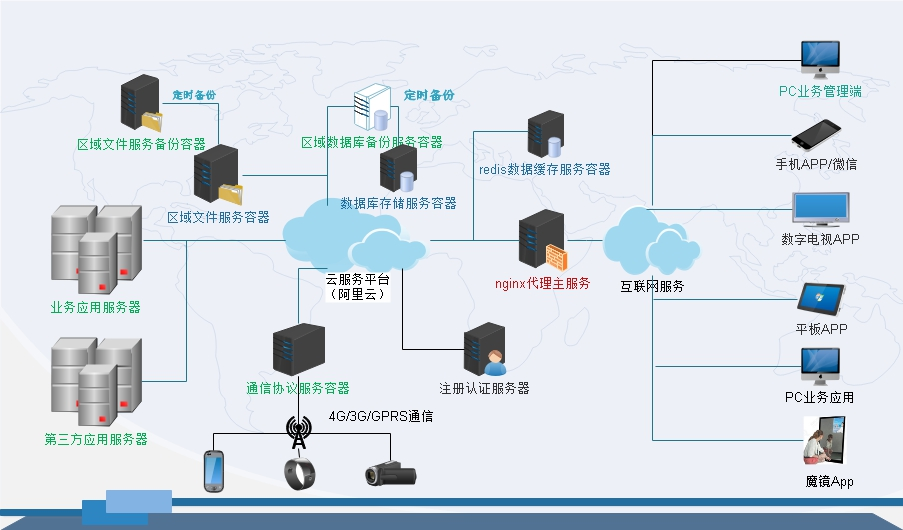 PC业务管理端
定时备份
定时备份
区域文件服务备份容器
区域数据库备份服务容器
redis数据缓存服务容器
手机APP/微信
区域文件服务容器
数据库存储服务容器
数字电视APP
业务应用服务器
云服务平台
（阿里云）
nginx代理主服务
互联网服务
平板APP
通信协议服务容器
注册认证服务器
PC业务应用
4G/3G/GPRS通信
第三方应用服务器
魔镜App